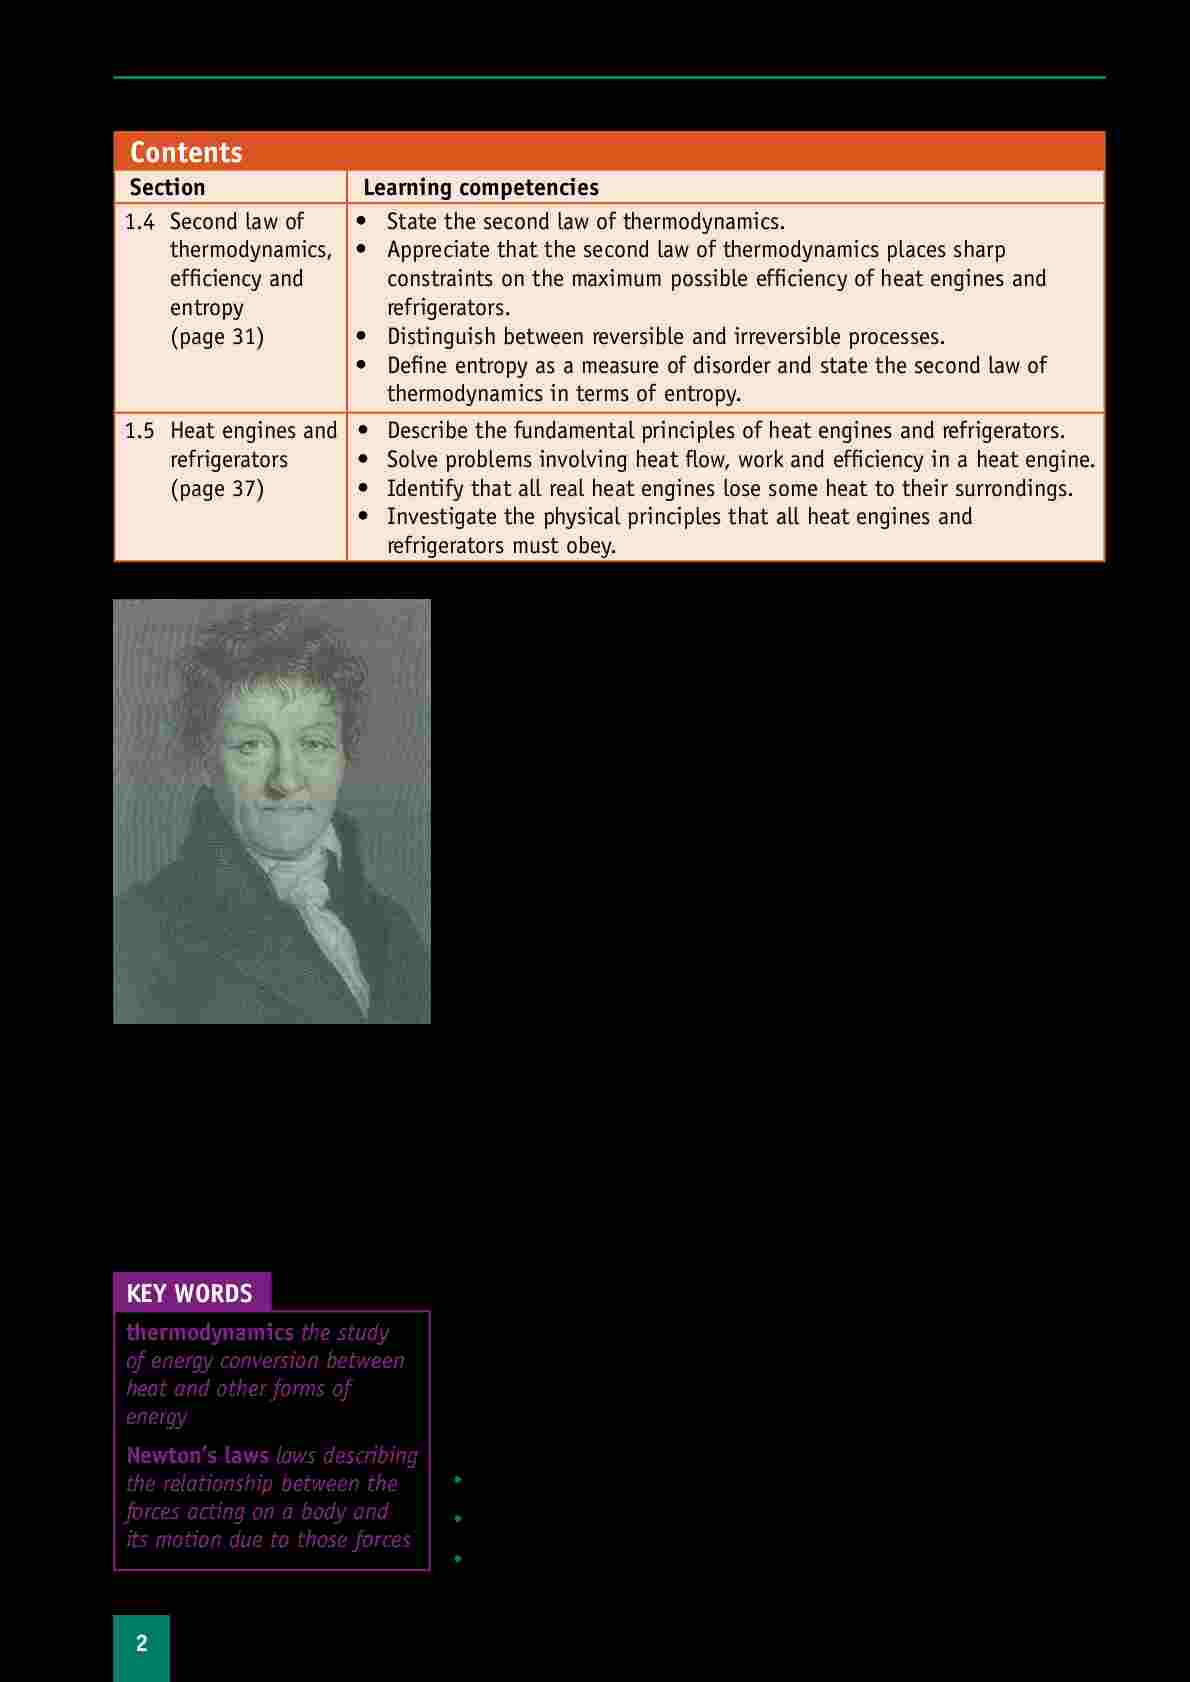 Contents
Section Learning competencies
1.4 Second law of
thermodynamics,
efficiency and
entropy
(page 31)
• State the second law of thermodynamics.
• Appreciate that the second law of thermodynamics places sharp
constraints on the maximum possible efficiency of heat engines and
refrigerators.
• Distinguish between reversible and irreversible processes.
• Define entropy as a measure of disorder and state the second law of
thermodynamics in terms of entropy.
1.5 Heat engines and
refrigerators
(page 37)
• Describe the fundamental principles of heat engines and refrigerators.
• Solve problems involving heat flow, work and efficiency in a heat engine.
• Identify that all real heat engines lose some heat to their surrondings.
• Investigate the physical principles that all heat engines and
refrigerators must obey.
KEY WORDS
thermodynamics the study
of energy conversion between
heat and other forms of
energy
Newton's laws laws describing
the relationship between the
forces acting on a body and
its motion due to those forces
2